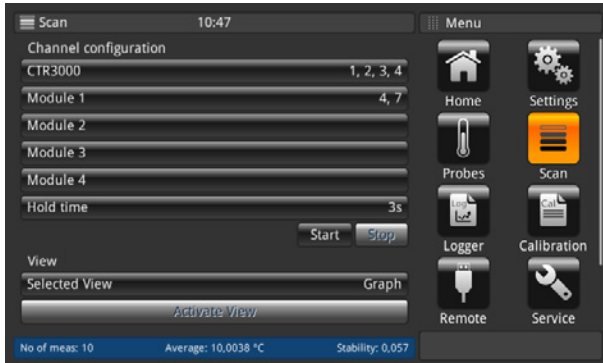 Scan 10:47
Channel configuration
CTR3000 1, 2, 3, 4
Module 1 4, 7
Module 2
Module 3
Module 4
Hold time 3s
Start Stop
View
Selected View Graph
Activate View
No of meas: 10 Average: 10,0038 °C Stability: 0,057
Menu
Home Settings
Probes Scan
Log Cal
Logger Calibration
Remote Service